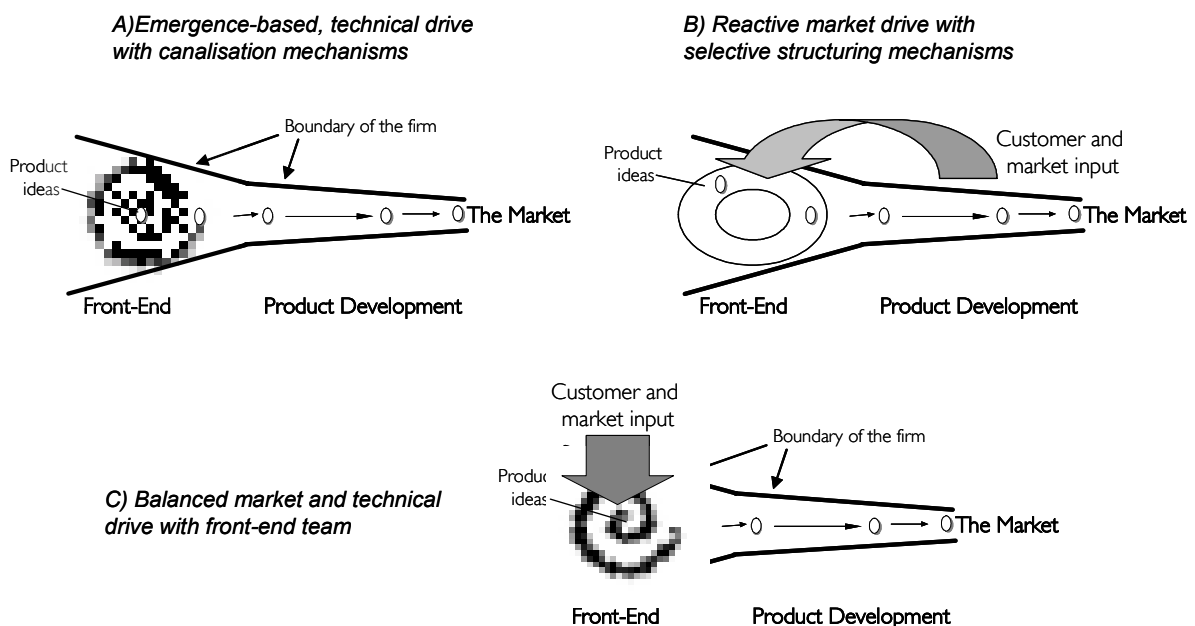 A)Emergence-based, technical drive
with canalisation mechanisms
Boundary of the firm
Product
ideas
The Market
Front-End
Product Development
B) Reactive market drive with
selective structuring mechanisms
Customer and
market input
Product
ideas
The Market
Front-End
Product Development
Customer and
market input
Boundary of the firm
Produc
ideas
C) Balanced market and technical
drive with front-end team
The Market
Front-End
Product Development